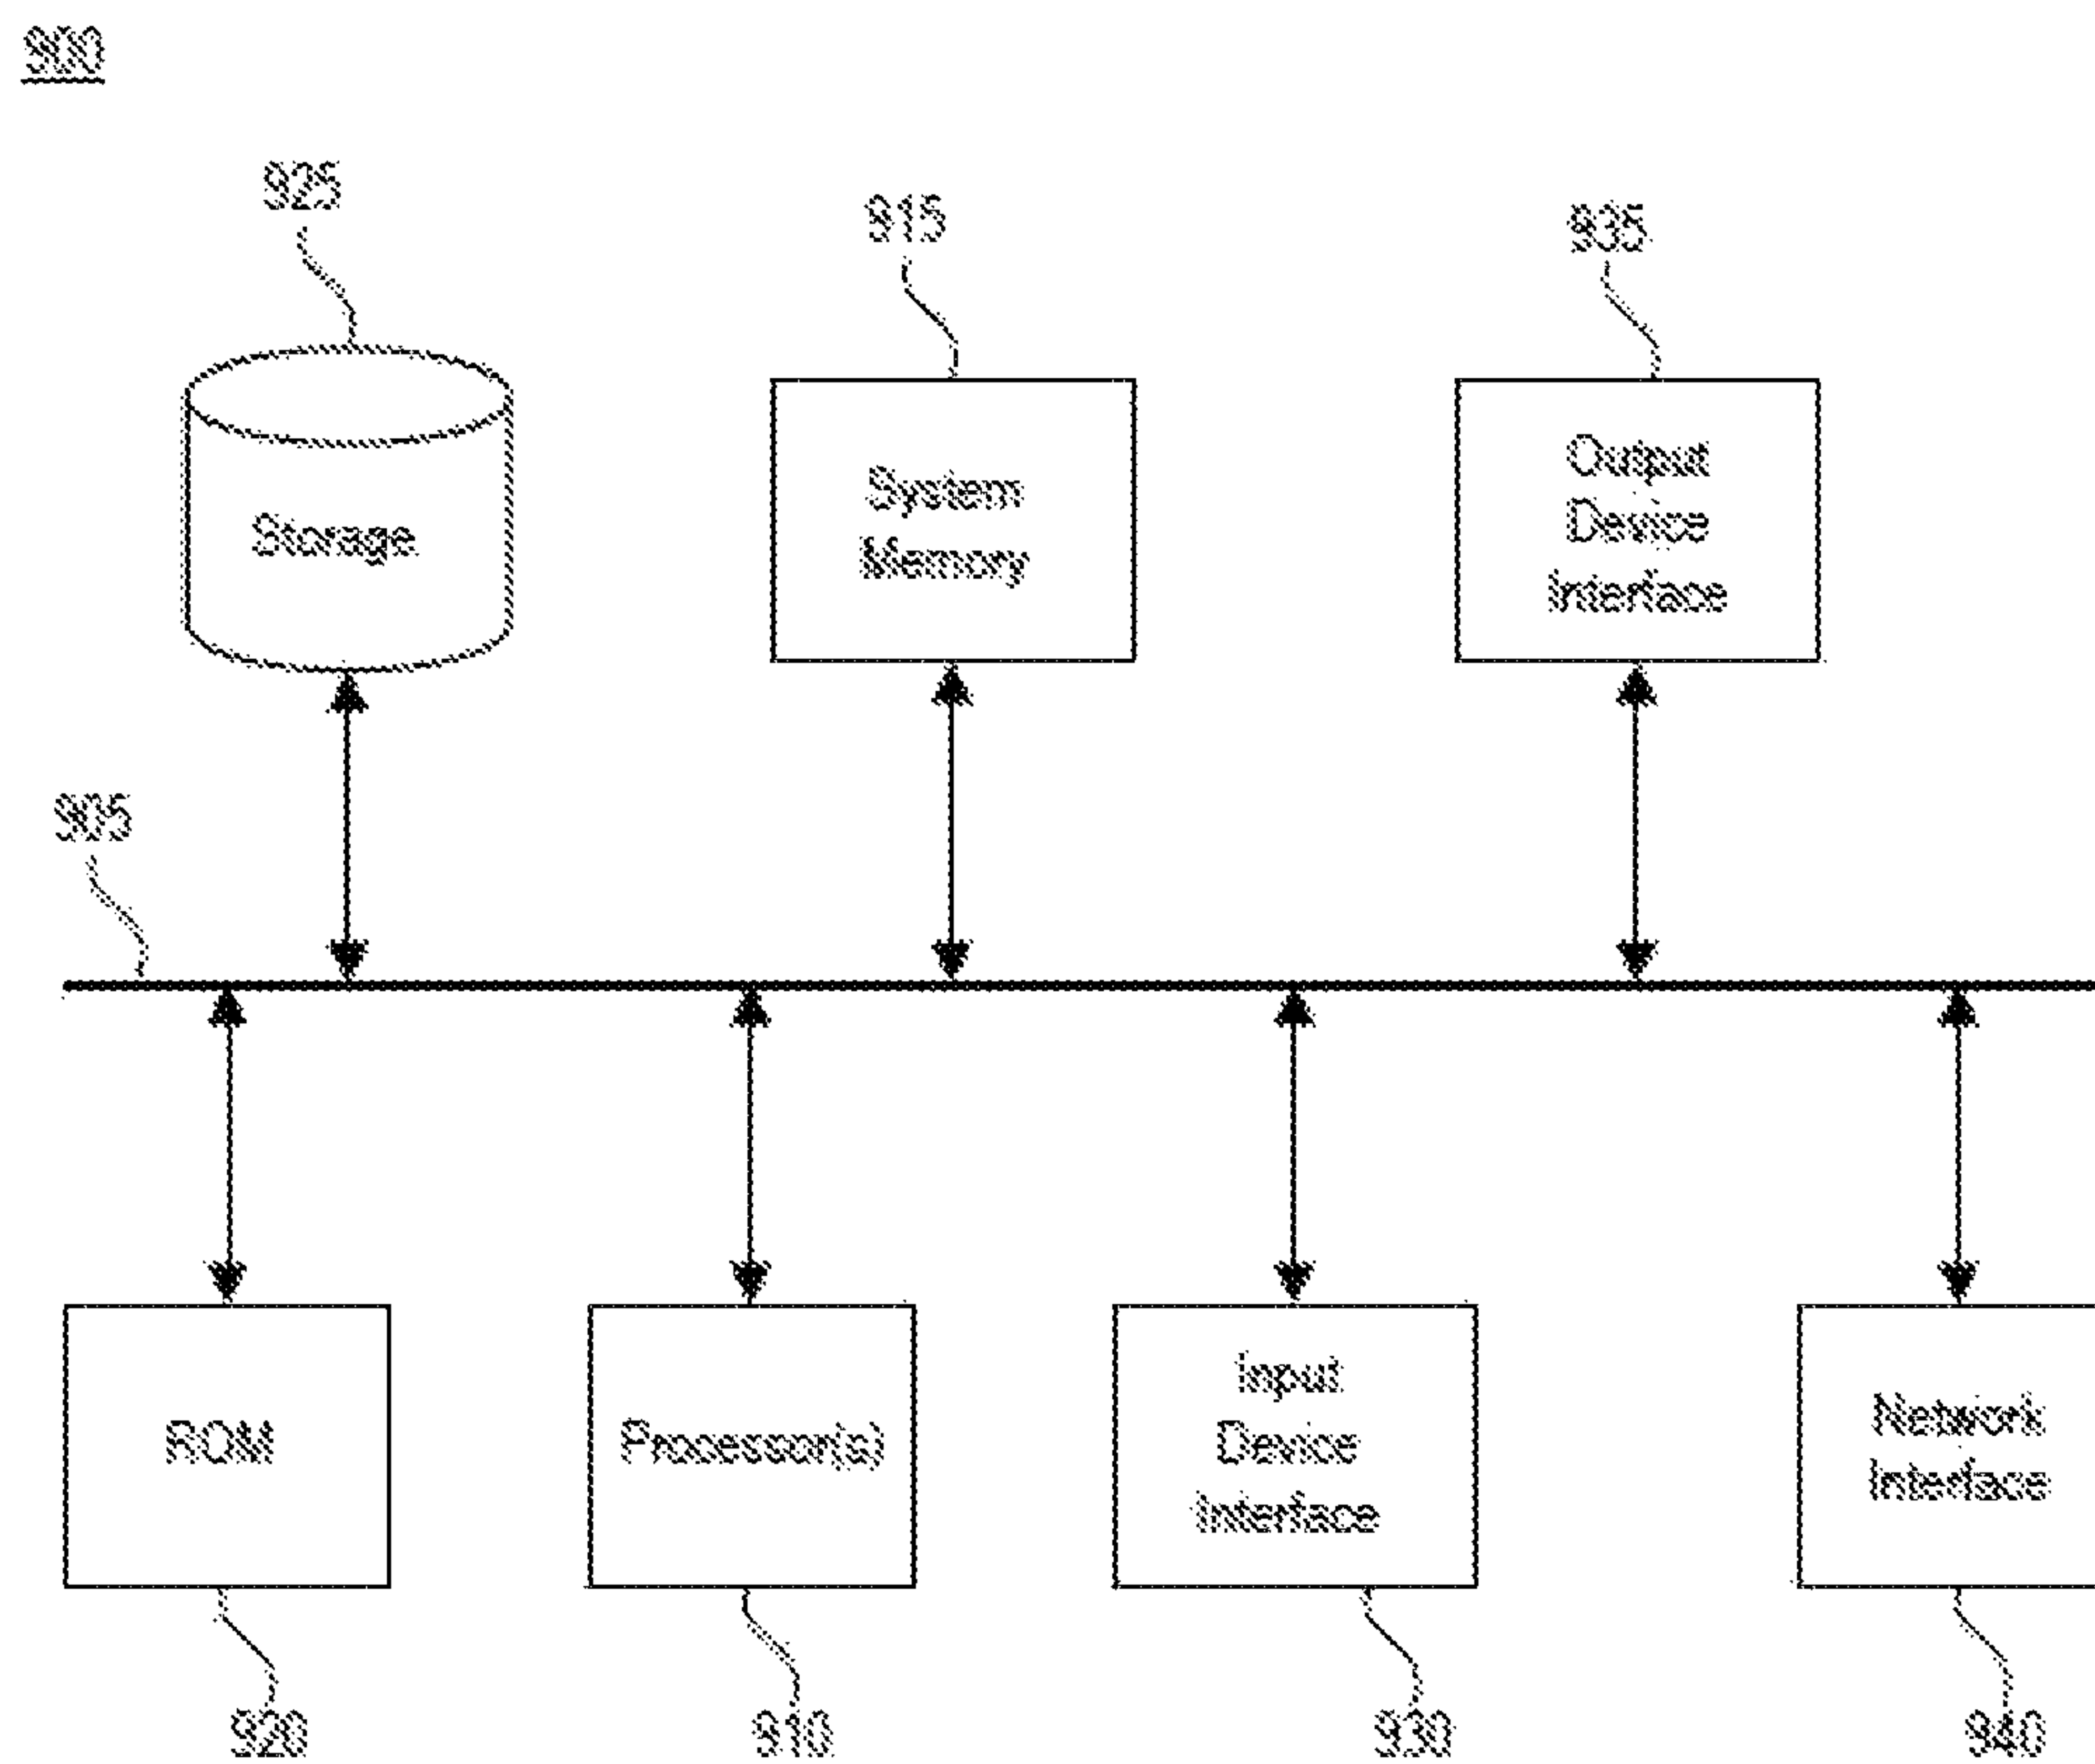 900
925
915
935
Storage
System
Memory
Output
Device
Interface
905
ROM
Processor(s)
Input
Device
Interface
Network
Interface
920
910
930
940